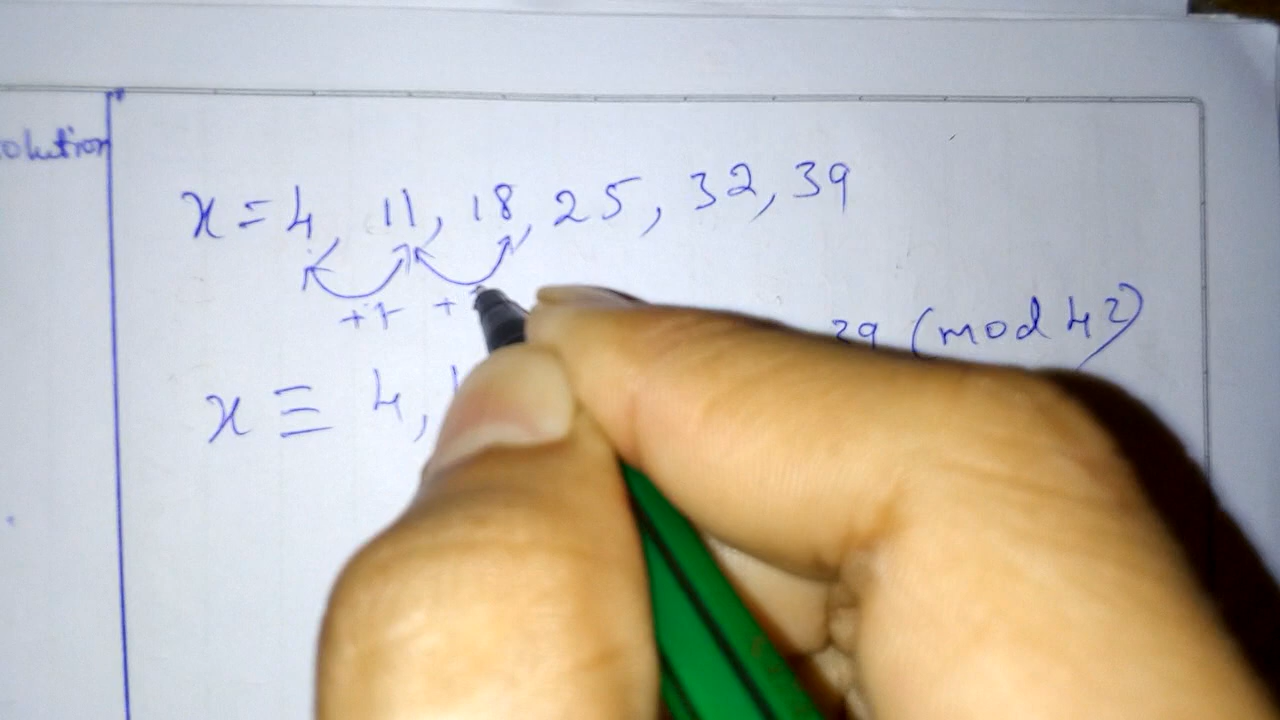 olution
x = 4, 11, 18, 25, 32, 39
+7 +
x ≡ 4, 39 (mod 42)